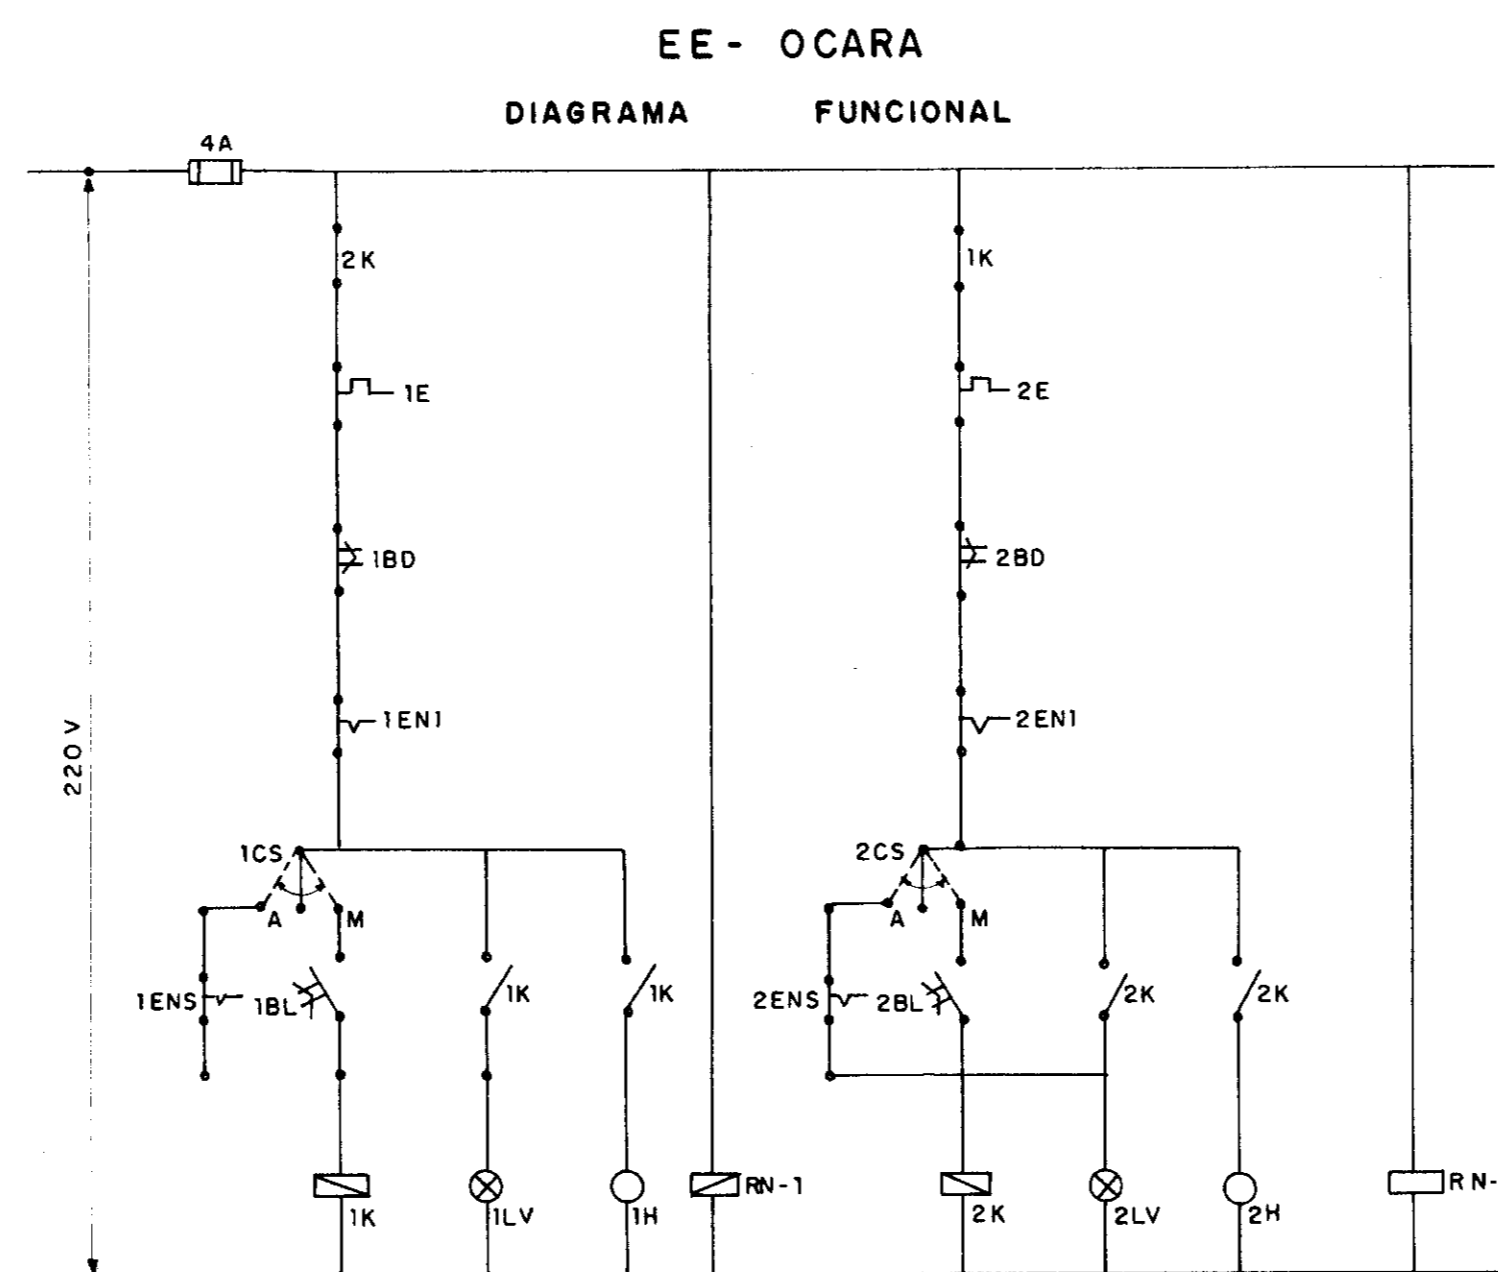 EE- OCARA
DIAGRAMA FUNCIONAL
4A
2K
1K
1E
2E
1BD
2BD
1EN1
2EN1
220V
1CS
2CS
A
M
A
M
1ENS
1BL
1K
1K
2ENS
2BL
2K
2K
RN-1
RN-
1K
1LV
1H
2K
2LV
2H